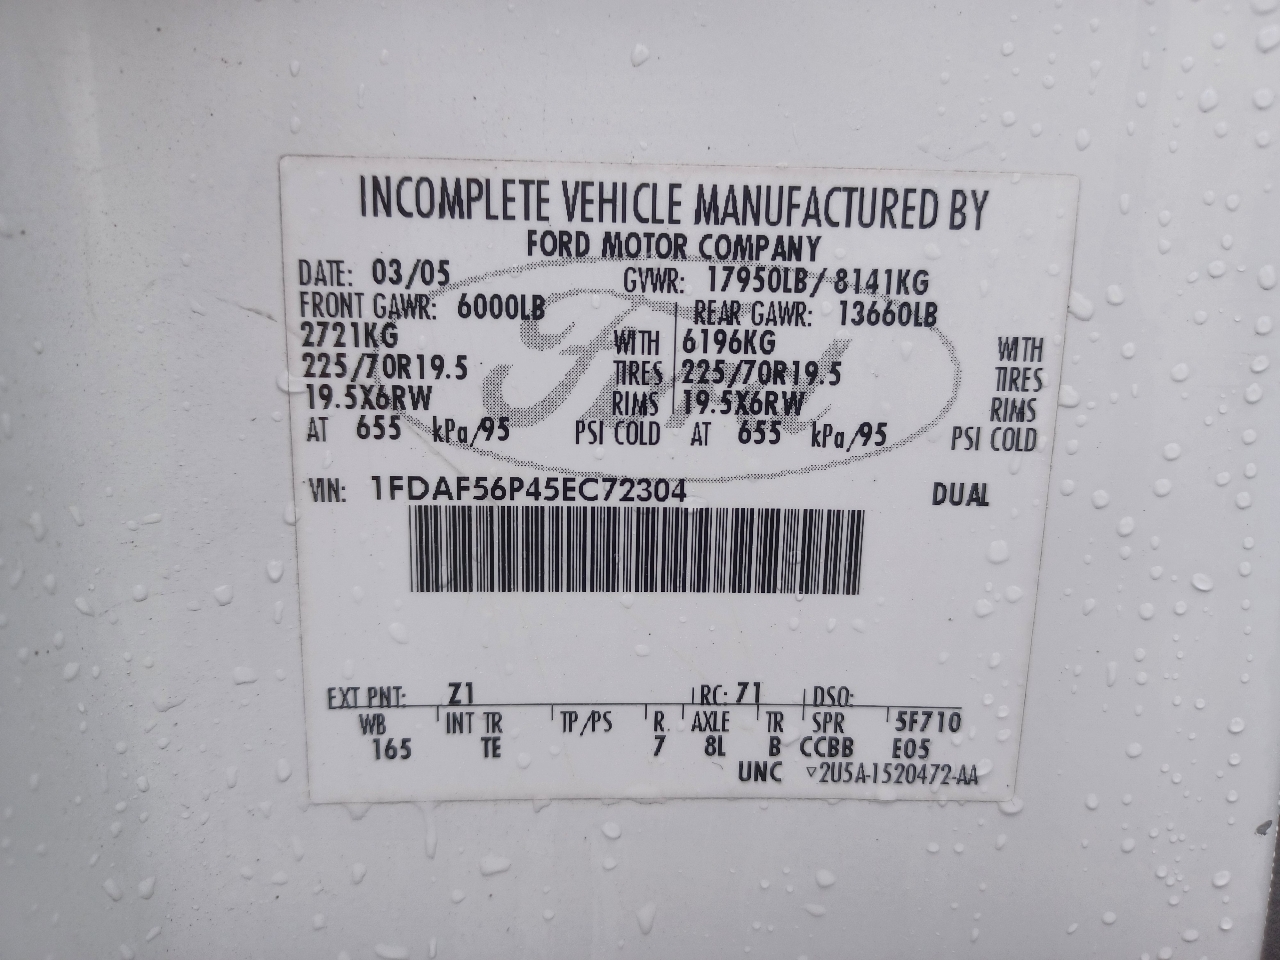 INCOMPLETE VEHICLE MANUFACTURED BY
FORD MOTOR COMPANY
DATE: 03/05 GVWR: 17950LB/8141KG
FRONT GAWR: 6000LB REAR GAWR: 13660LB
2721KG WITH 6196KG WITH
225/70R19.5 TIRES 225/70R19.5 TIRES
19.5X6RW RIMS 19.5X6RW RIMS
AT 655 kPa/95 PSI COLD AT 655 kPa/95 PSI COLD
Ford
VIN: 1FDAF56P45EC72304 DUAL
EXT PNT: Z1 RC: 71 DSO:
WB INT TR TP/PS R. AXLE TR SPR 5F710
165 TE 7 8L B CCBB E05
UNC ▽2U5A-1520472-AA